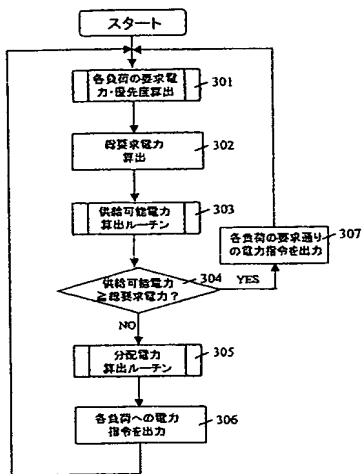 スタート
各負荷の要求電
力・優先度算出
301
総要求電力
算出
302
供給可能電力
算出ルーチン
303
供給可能電力
≧総要求電力?
304
YES
各負荷の要求通り
の電力指令を出力
307
NO
分配電力
算出ルーチン
305
各負荷への電力
指令を出力
306